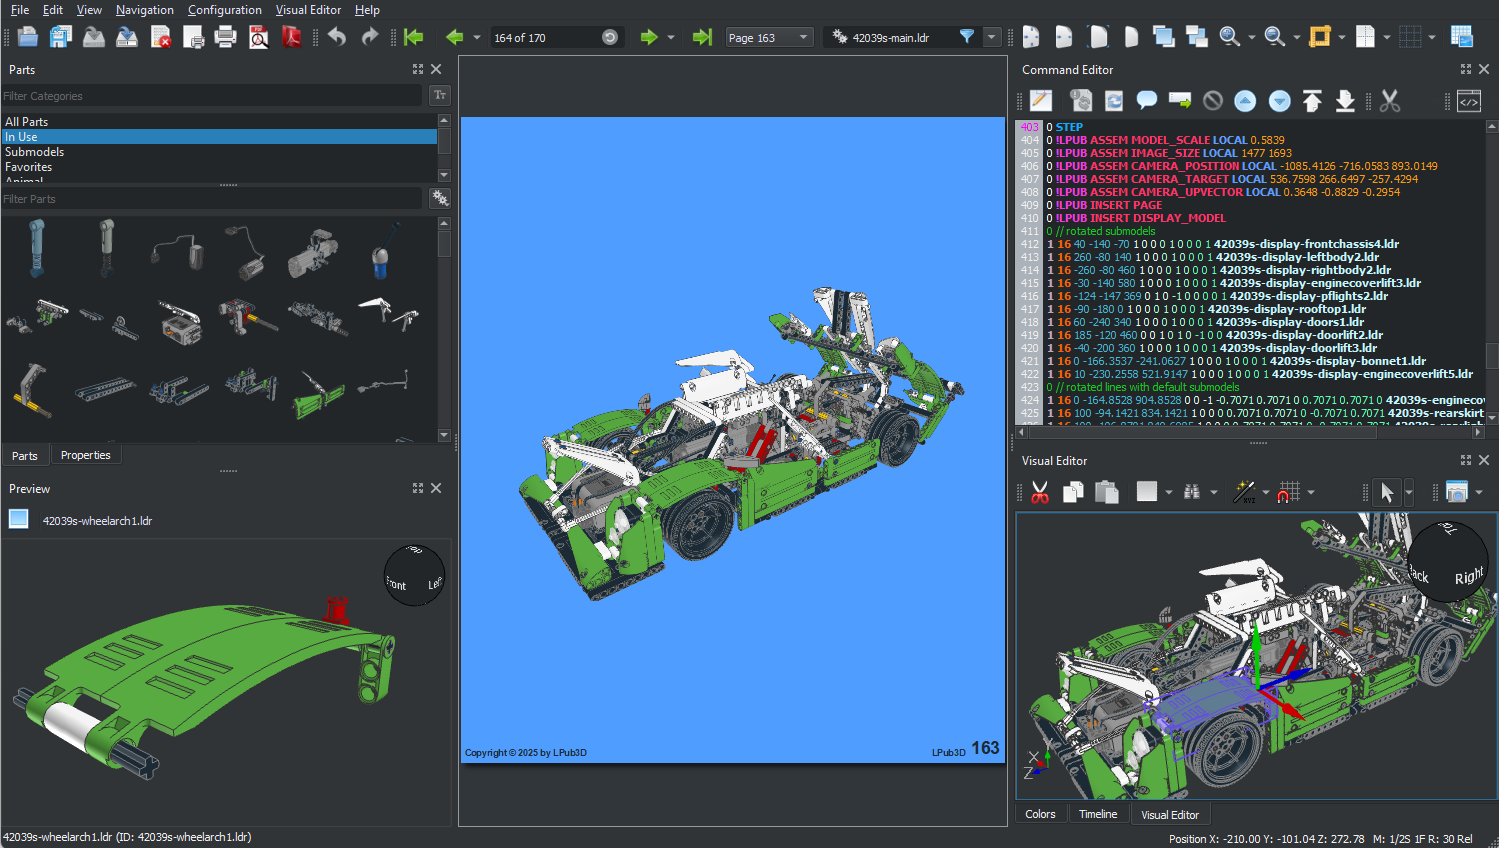 File Edit View Navigation Configuration Visual Editor Help
164 of 170
Page 163
42039s-main.ldr
Parts
Filter Categories
Tr
All Parts
In Use
Submodels
Favorites
Animal
Filter Parts
Parts Properties
Preview
42039s-wheelarch1.ldr
Front
Copyright © 2025 by LPub3D
LPub3D 163
Command Editor
403 0 STEP
404 0 !LPUB ASSEM MODEL_SCALE LOCAL 0.5839
405 0 !LPUB ASSEM IMAGE_SIZE LOCAL 1477 1693
406 0 !LPUB ASSEM CAMERA_POSITION LOCAL -1085.4126 -716.0583 893.0149
407 0 !LPUB ASSEM CAMERA_TARGET LOCAL 536.7598 266.6497 -257.4294
408 0 !LPUB ASSEM CAMERA_UPVECTOR LOCAL 0.3648 -0.8829 -0.2954
409 0 !LPUB INSERT PAGE
410 0 !LPUB INSERT DISPLAY_MODEL
411 0 // rotated submodels
412 1 16 40 -140 -70 1 0 0 0 1 0 0 0 1 42039s-display-frontchassis4.ldr
413 1 16 260 -80 140 1 0 0 0 1 0 0 0 1 42039s-display-leftbody2.ldr
414 1 16 -260 -80 460 1 0 0 0 1 0 0 0 1 42039s-display-rightbody2.ldr
415 1 16 -30 -140 580 1 0 0 0 1 0 0 0 1 42039s-display-enginecoverlift3.ldr
416 1 16 -124 -147 369 0 1 0 -1 0 0 0 0 1 42039s-display-pflights2.ldr
417 1 16 -90 -180 0 1 0 0 0 1 0 0 0 1 42039s-display-rooftop1.ldr
418 1 16 60 -240 340 1 0 0 0 1 0 0 0 1 42039s-display-doors1.ldr
419 1 16 185 -120 460 0 0 1 0 1 0 -1 0 0 42039s-display-doorlift2.ldr
420 1 16 -40 -200 360 1 0 0 0 1 0 0 0 1 42039s-display-doorlift3.ldr
421 1 16 0 -166.3537 -241.0627 1 0 0 0 1 0 0 0 1 42039s-display-bonnet1.ldr
422 1 16 10 -230.2558 521.9147 1 0 0 0 1 0 0 0 1 42039s-display-enginecoverlift5.ldr
423 0 // rotated lines with default submodels
424 1 16 0 -164.8528 904.8528 0 0 -1 -0.7071 0.7071 0 0.7071 0.7071 0 42039s-enginecov
425 1 16 100 -94.1421 834.1421 1 0 0 0 0.7071 0.7071 0 -0.7071 0.7071 42039s-rearskirt
Visual Editor
XYZ
Back Right
X
Z
Colors Timeline Visual Editor
42039s-wheelarch1.ldr (ID: 42039s-wheelarch1.ldr)
Position X: -210.00 Y: -101.04 Z: 272.78 M: 1/2S 1F R: 30 Rel